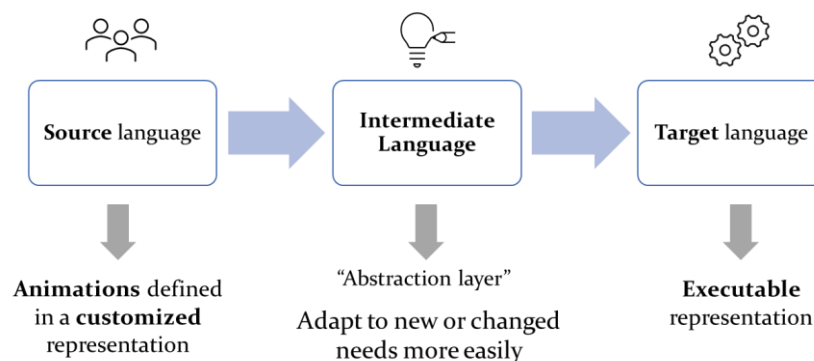 Source language
Intermediate
Language
Target language
Animations defined
in a customized
representation
“Abstraction layer”
Adapt to new or changed
needs more easily
Executable
representation